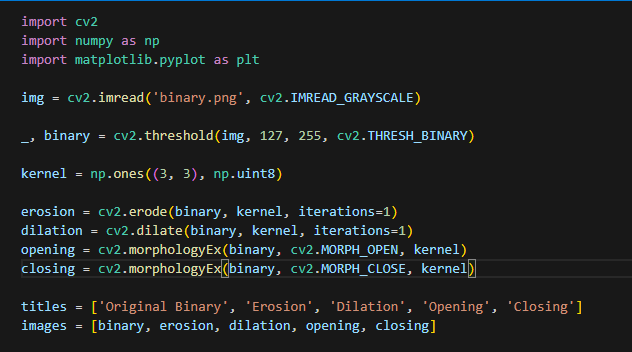 import cv2
import numpy as np
import matplotlib.pyplot as plt
img = cv2.imread('binary.png', cv2.IMREAD_GRAYSCALE)
_, binary = cv2.threshold(img, 127, 255, cv2.THRESH_BINARY)
kernel = np.ones((3, 3), np.uint8)
erosion = cv2.erode(binary, kernel, iterations=1)
dilation = cv2.dilate(binary, kernel, iterations=1)
opening = cv2.morphologyEx(binary, cv2.MORPH_OPEN, kernel)
closing = cv2.morphologyEx(binary, cv2.MORPH_CLOSE, kernel)
titles = ['Original Binary', 'Erosion', 'Dilation', 'Opening', 'Closing']
images = [binary, erosion, dilation, opening, closing]